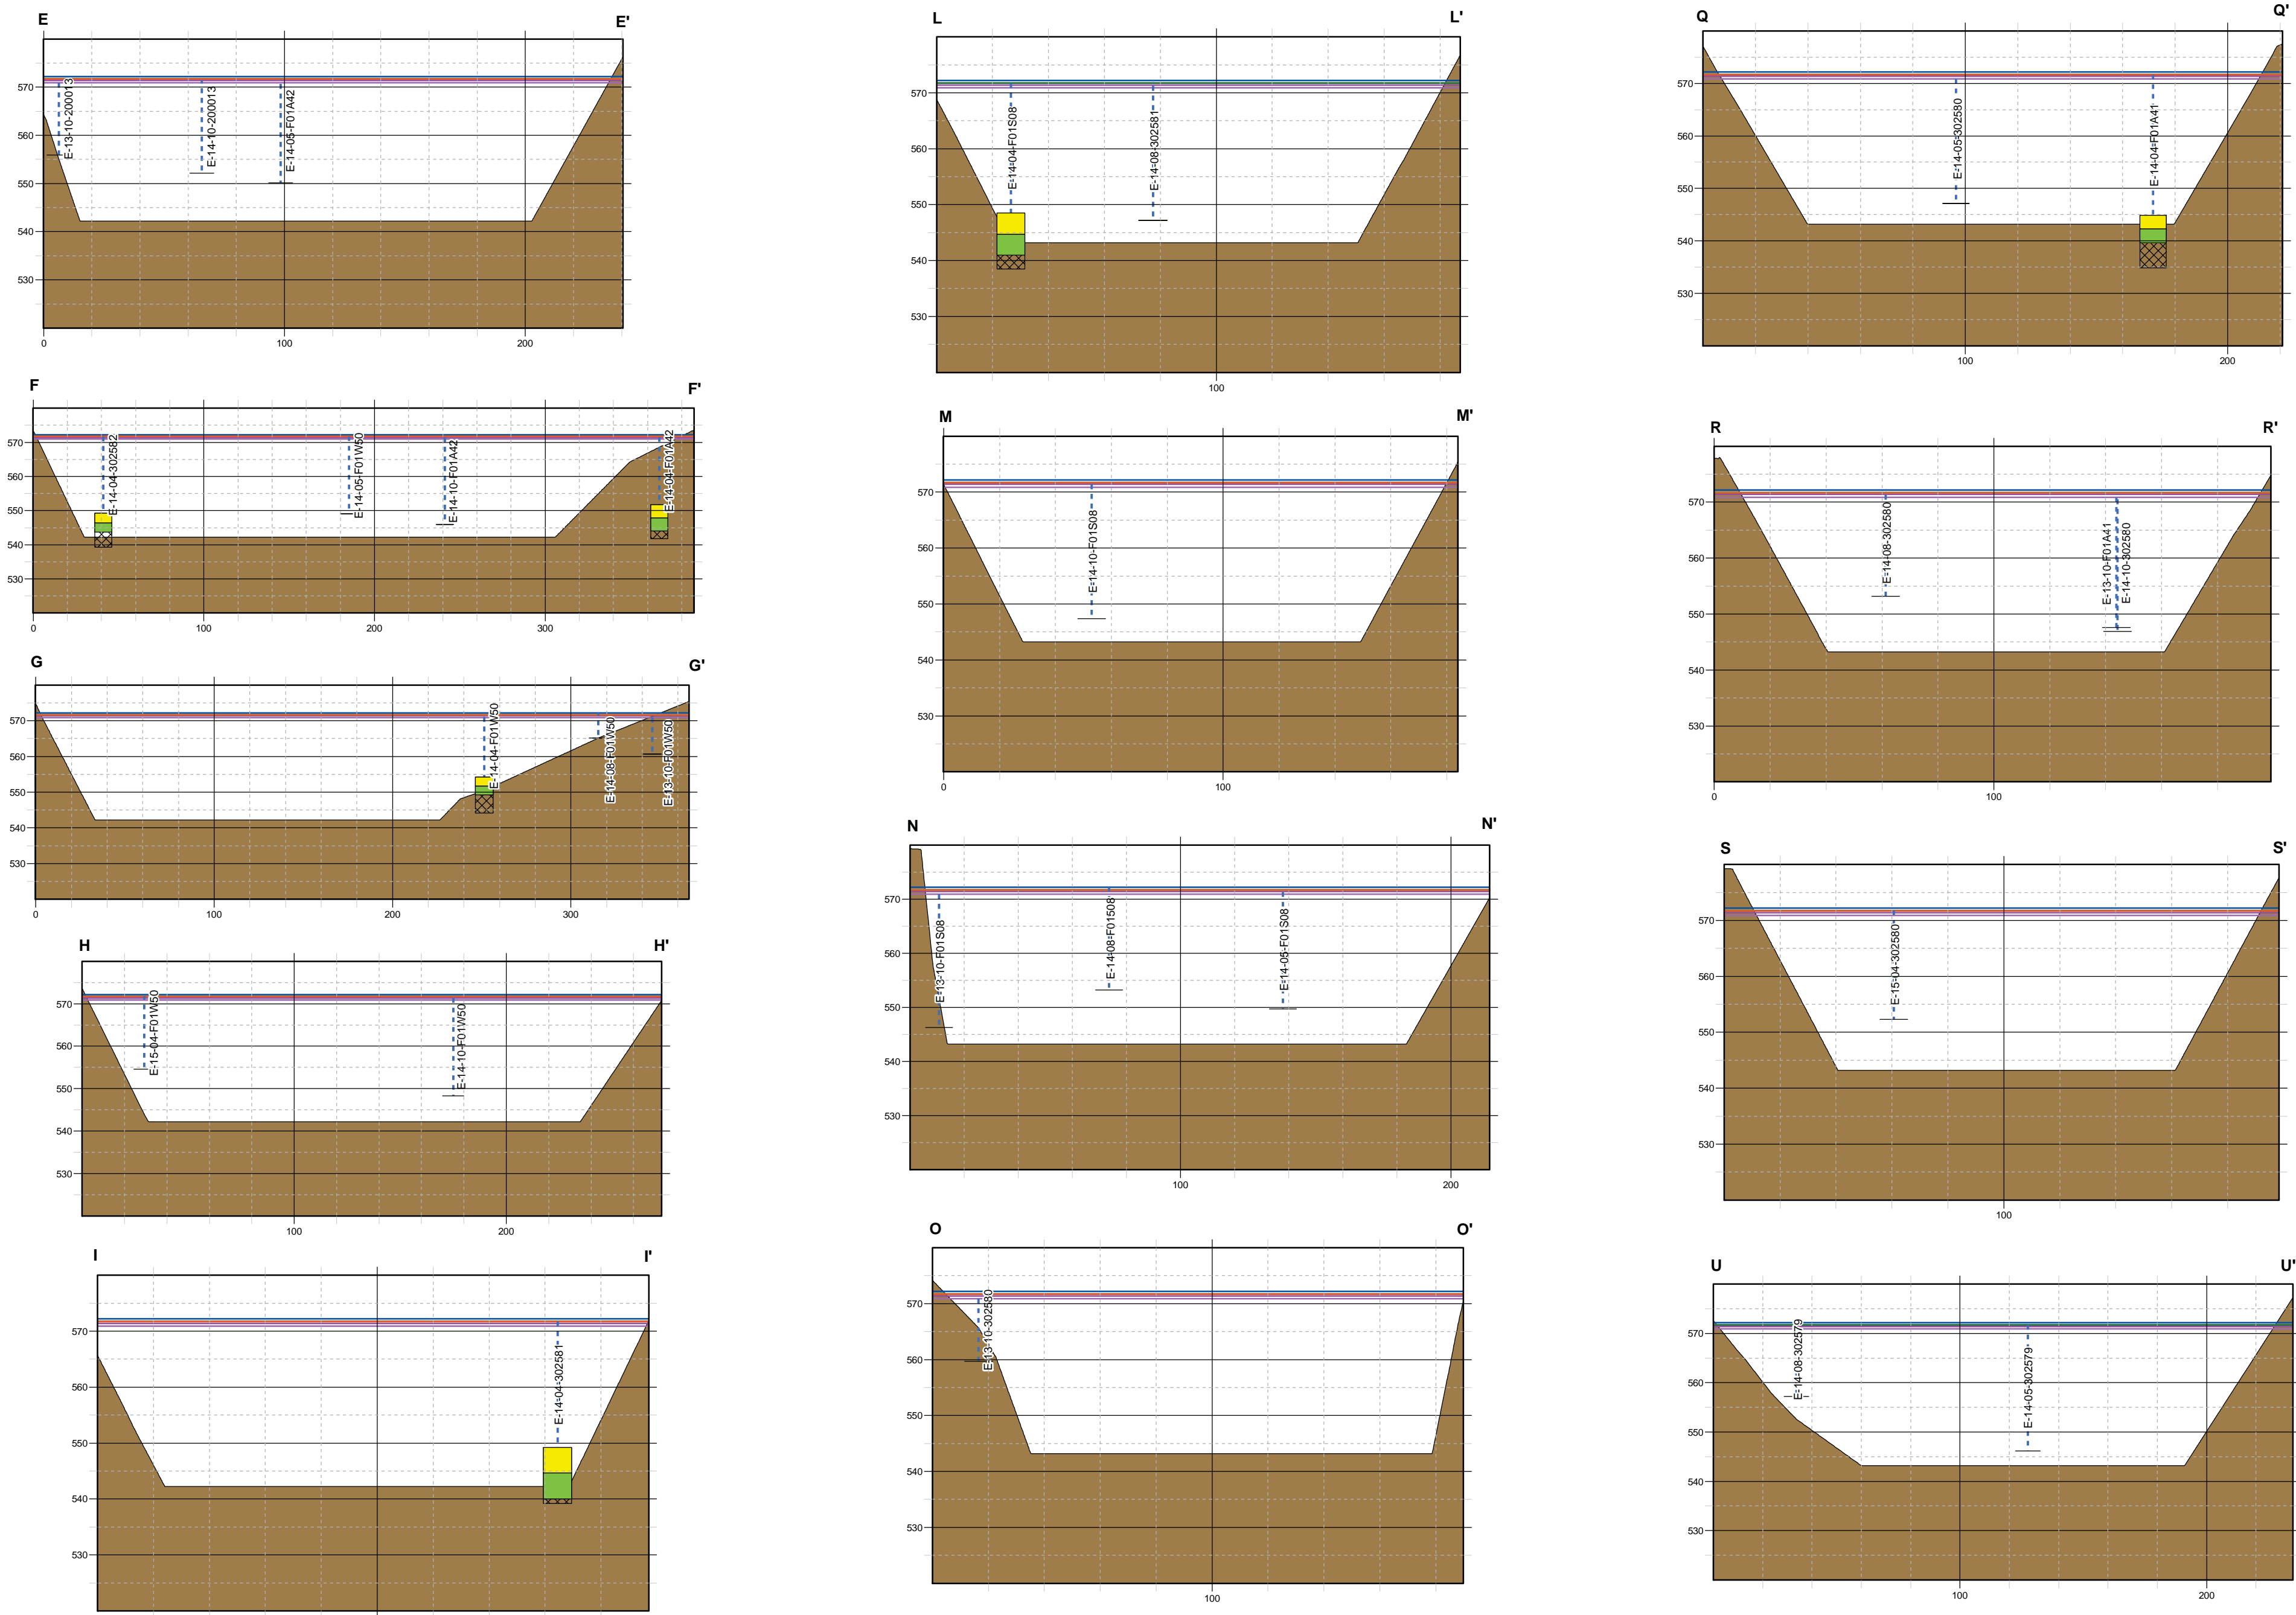 E E'
570
560
550
540
530
0 100 200
E-13-10-200013
E-14-10-200013
E-14-05-F01A42
F F'
570
560
550
540
530
0 100 200 300
E-14-04-302582
E-14-05-F01W50
E-14-10-F01A42
E-14-04-F01A42
G G'
570
560
550
540
530
0 100 200 300
E-14-04-F01W50
E-14-08-F01W50
E-13-10-F01W50
H H'
570
560
550
540
530
100 200
E-15-04-F01W50
E-14-10-F01W50
I I'
570
560
550
540
530
E-14-04-302581
L L'
570
560
550
540
530
100
E-14-04-F01S08
E-14-08-302581
M M'
570
560
550
540
530
0 100
E-14-10-F01S08
N N'
570
560
550
540
530
100 200
E-13-10-F01S08
E-14-08-F01508
E-14-05-F01S08
O O'
570
560
550
540
530
100
E-13-10-302580
Q Q'
570
560
550
540
530
100 200
E-14-05-302580
E-14-04-F01A41
R R'
570
560
550
540
530
0 100
E-14-08-302580
E-13-10-F01A41
E-14-10-302580
S S'
570
560
550
540
530
100
E-15-04-302580
U U'
570
560
550
540
530
100 200
E-14-08-302579
E-14-05-302579